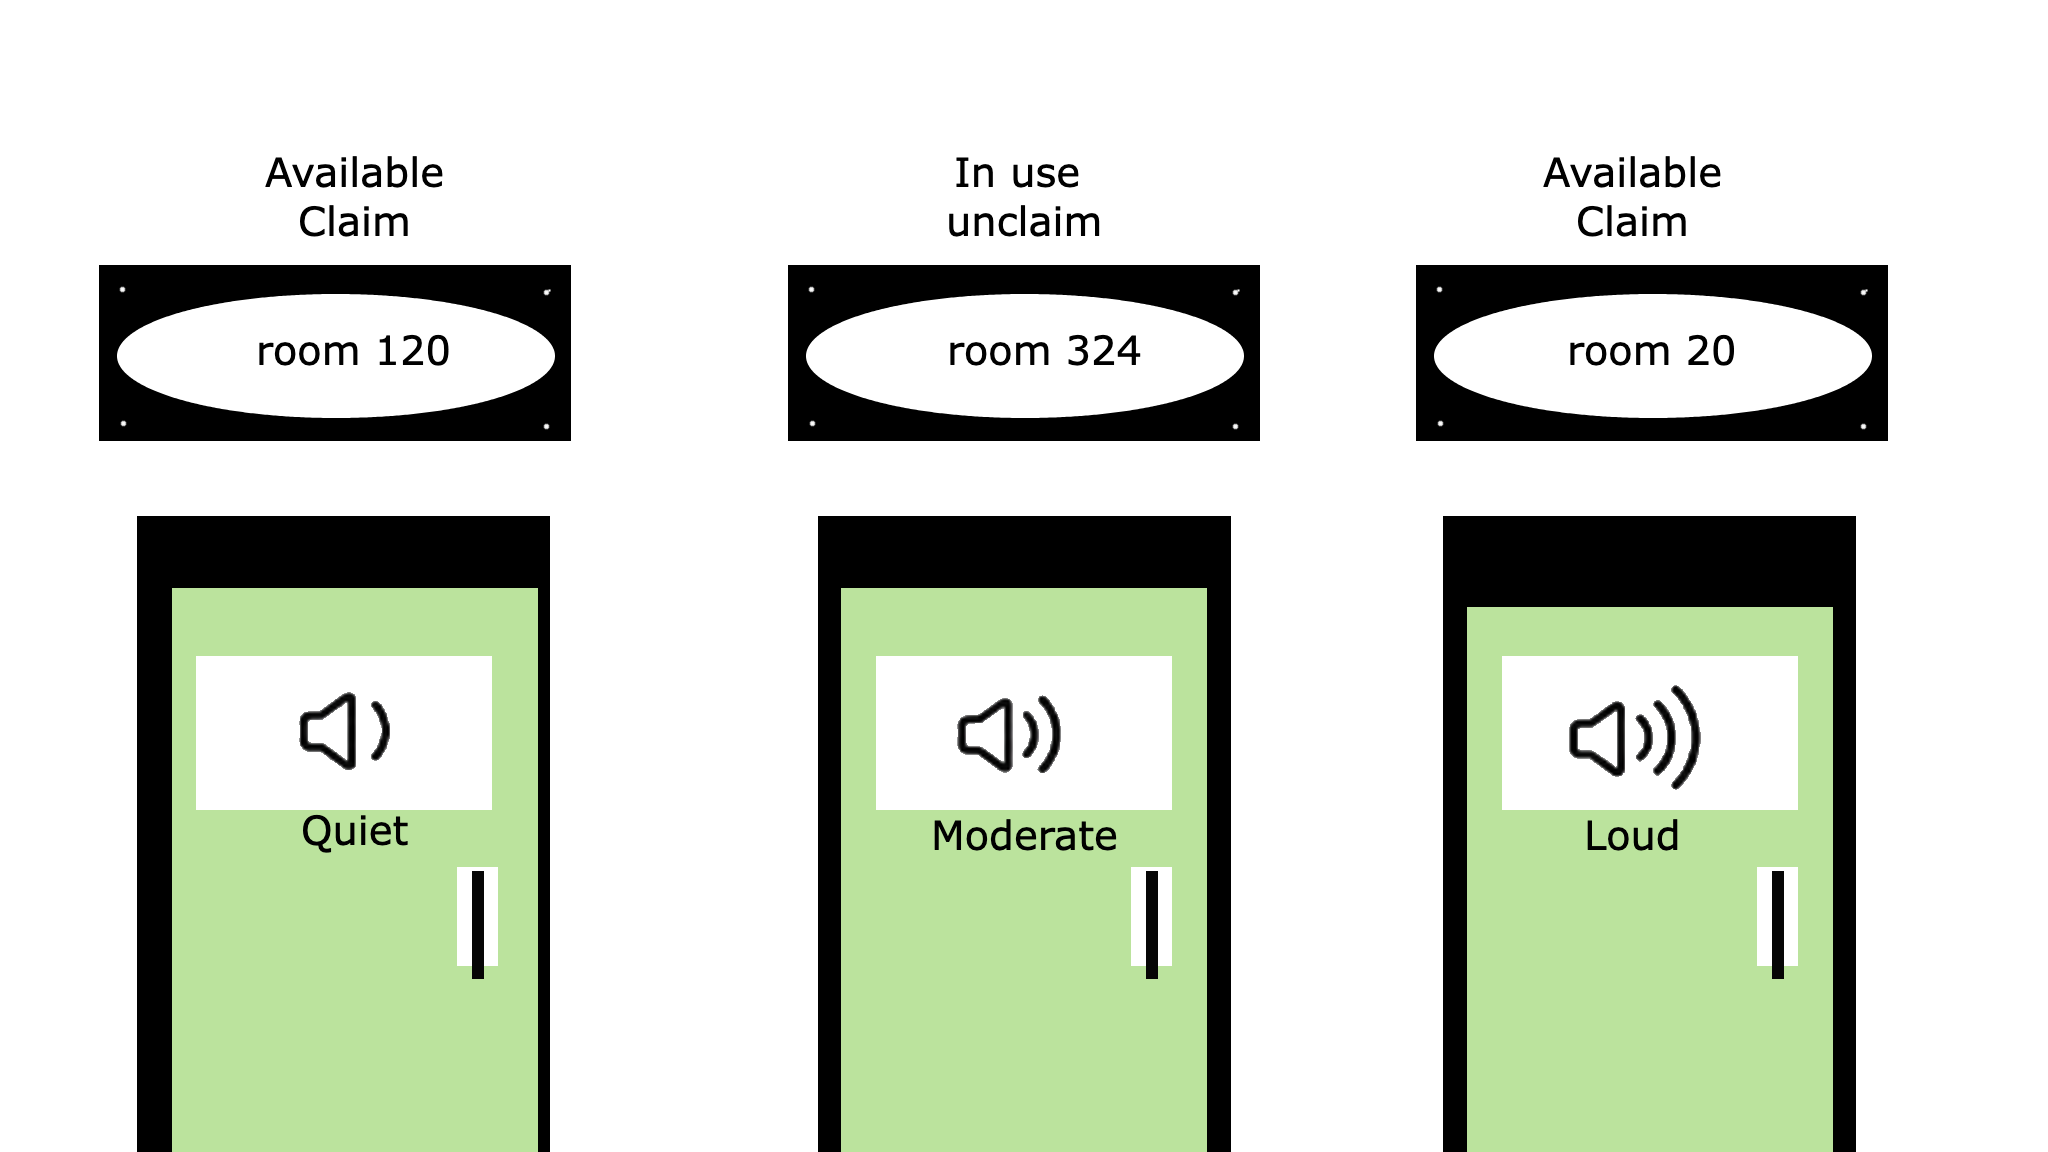 Available
Claim
room 120
Quiet
In use
unclaim
room 324
Moderate
Available
Claim
room 20
Loud